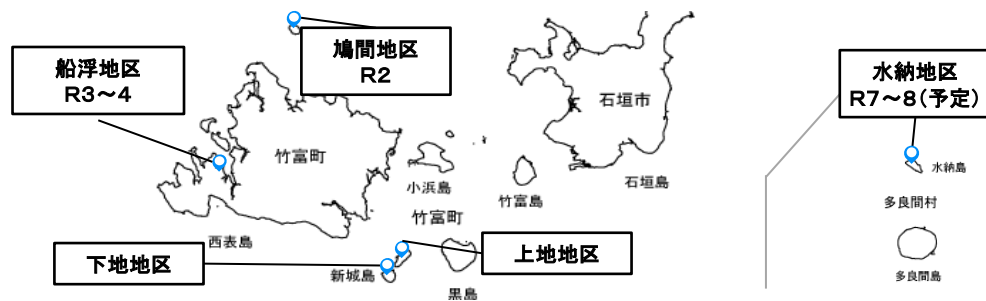 鳩間地区
R2
船浮地区
R3～4
水納地区
R7～8(予定)
石垣市
竹富町
小浜島
竹富島
石垣島
水納島
多良間村
竹富町
西表島
上地地区
下地地区
新城島
黒島
多良間島